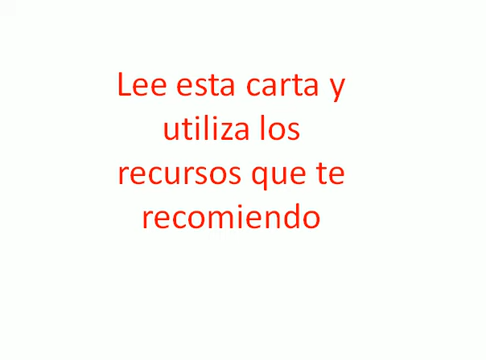 Lee esta carta y
utiliza los
recursos que te
recomiendo